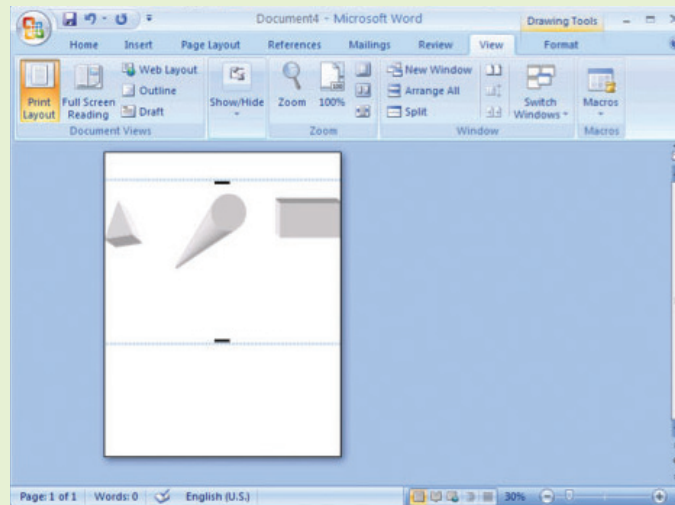 Document4 - Microsoft Word
Drawing Tools
Home Insert Page Layout References Mailings Review View Format
Print Layout
Full Screen Reading
Web Layout
Outline
Draft
Document Views
Show/Hide
Zoom
100%
Zoom
New Window
Arrange All
Split
Switch Windows
Window
Macros
Macros
Page: 1 of 1 Words: 0 English (U.S.) 30%